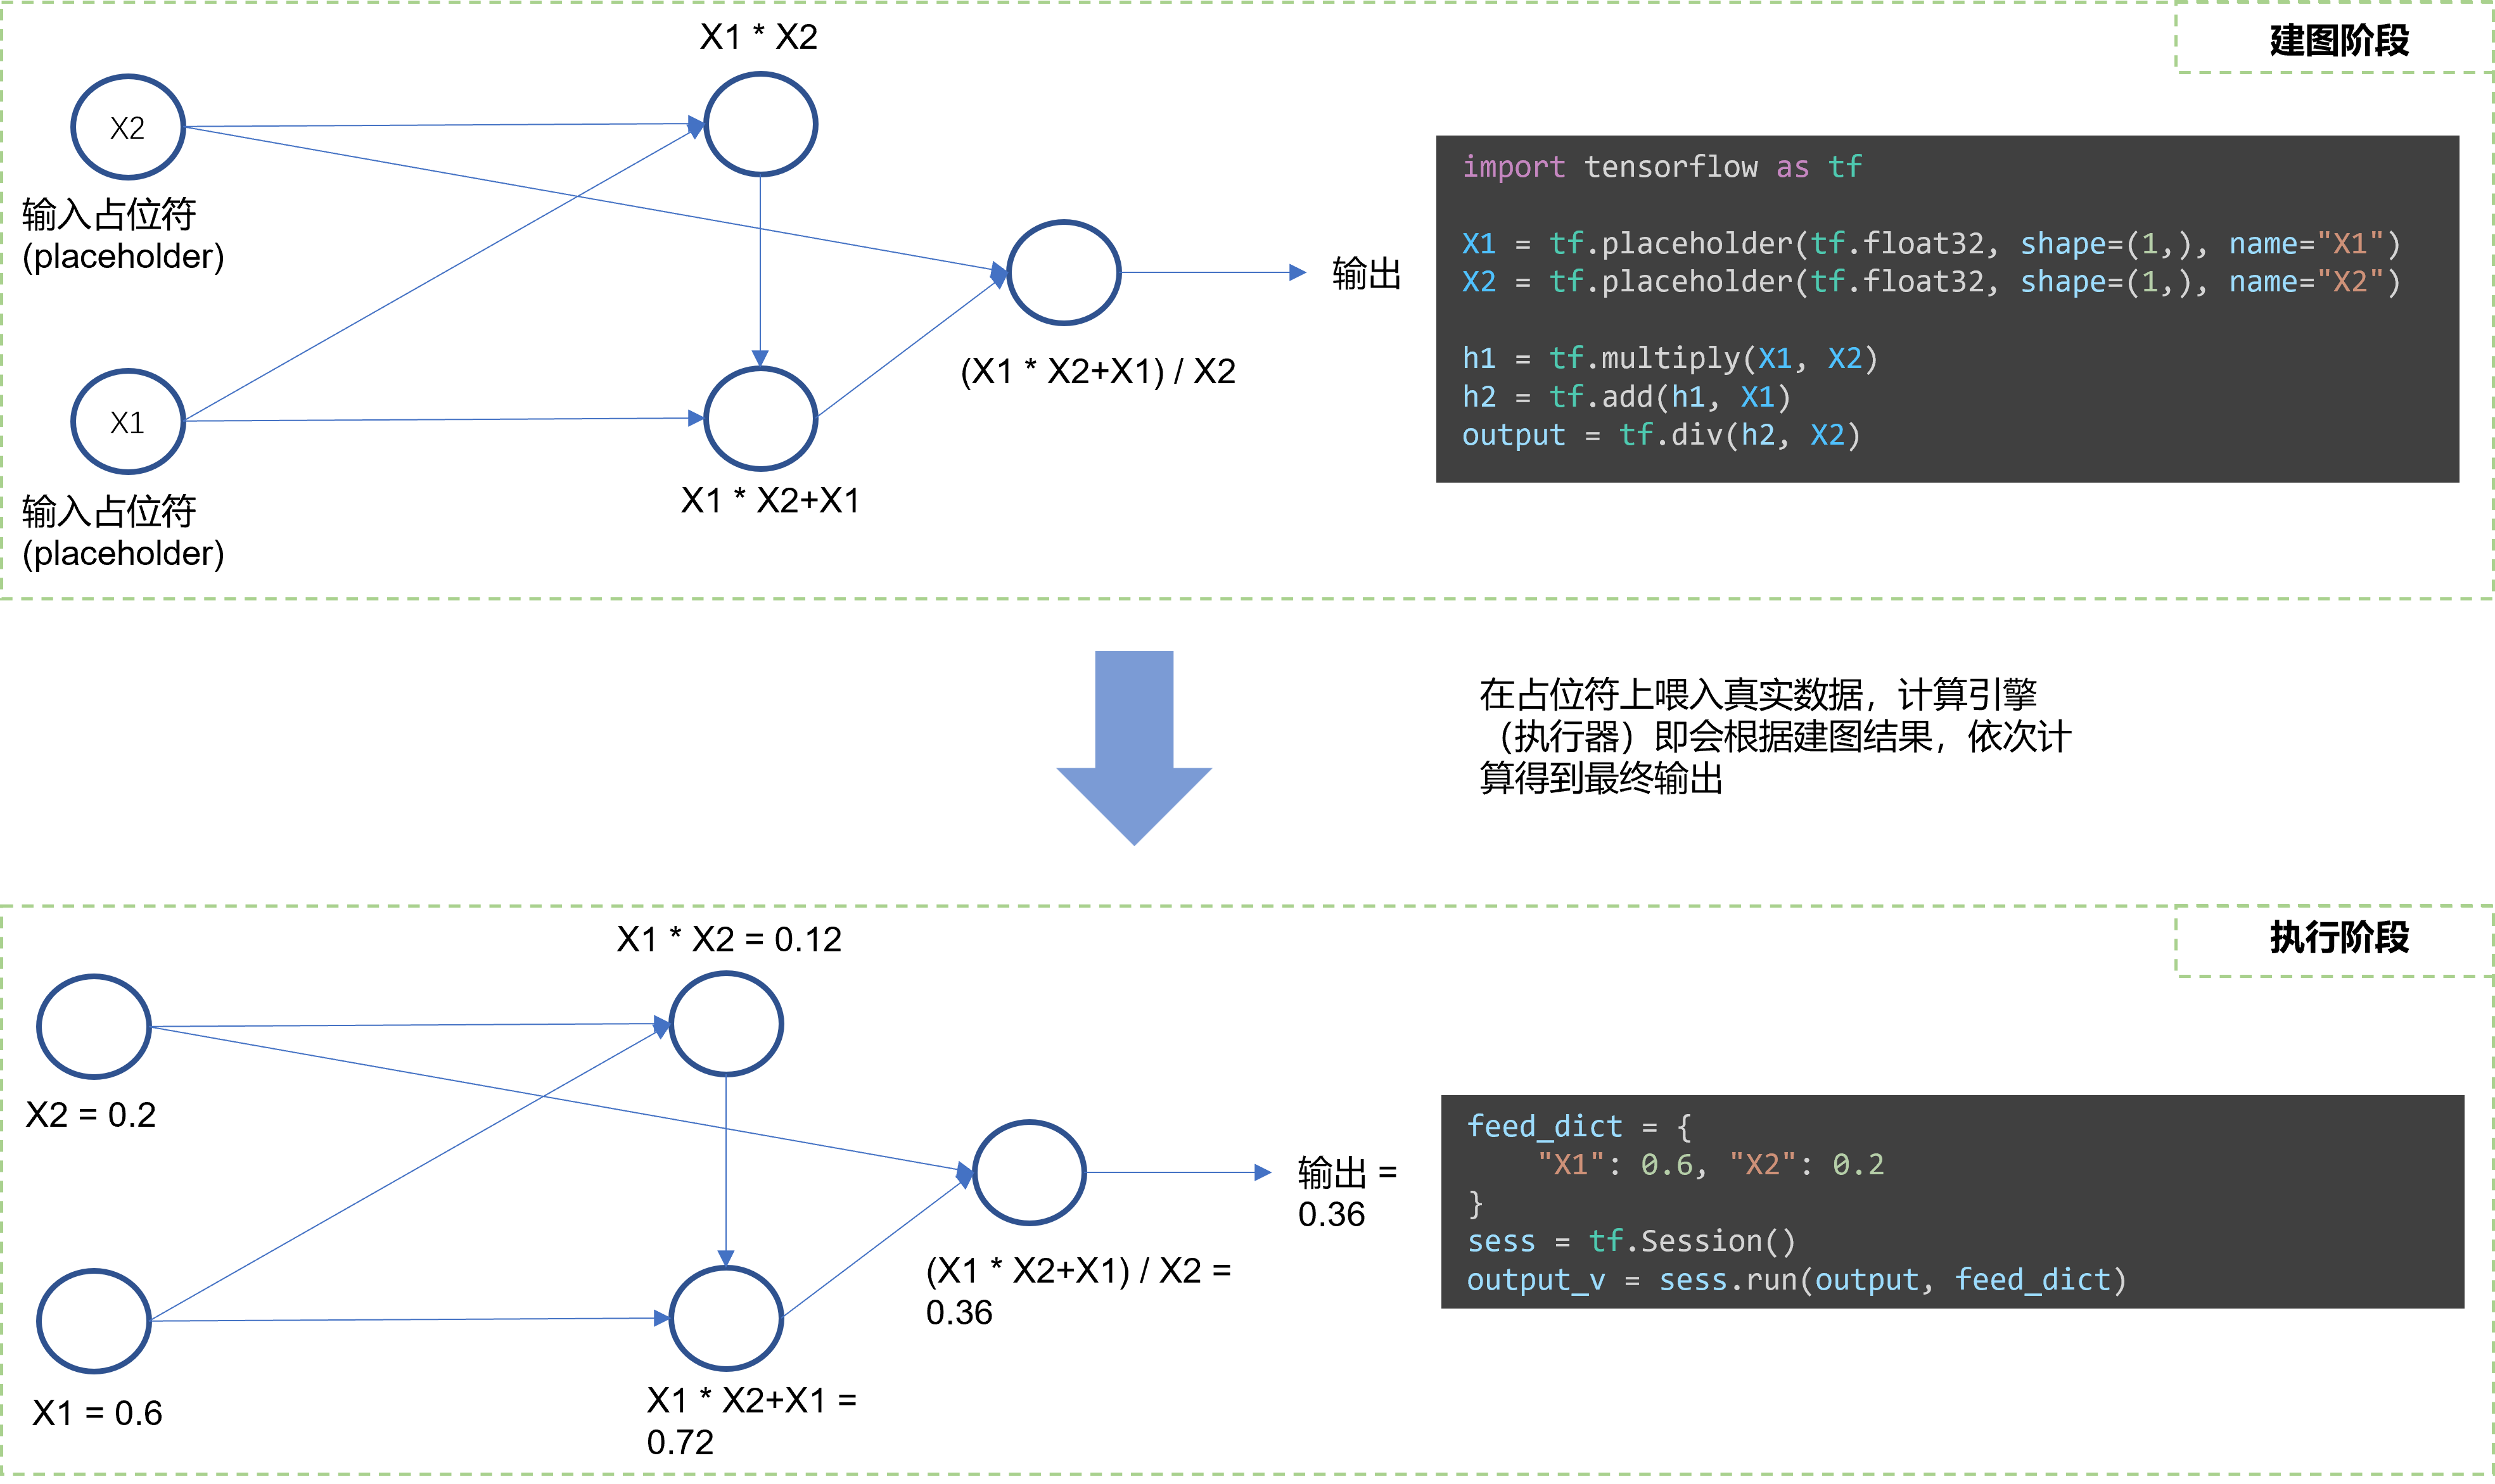 建图阶段
X1 * X2
X2
输入占位符
(placeholder)
X1
输入占位符
(placeholder)
X1 * X2+X1
(X1 * X2+X1) / X2
输出
import tensorflow as tf
X1 = tf.placeholder(tf.float32, shape=(1,), name="X1")
X2 = tf.placeholder(tf.float32, shape=(1,), name="X2")
h1 = tf.multiply(X1, X2)
h2 = tf.add(h1, X1)
output = tf.div(h2, X2)
在占位符上喂入真实数据，计算引擎
（执行器）即会根据建图结果，依次计
算得到最终输出
执行阶段
X1 * X2 = 0.12
X2 = 0.2
X1 = 0.6
X1 * X2+X1 =
0.72
(X1 * X2+X1) / X2 =
0.36
输出 =
0.36
feed_dict = {
    "X1": 0.6, "X2": 0.2
}
sess = tf.Session()
output_v = sess.run(output, feed_dict)